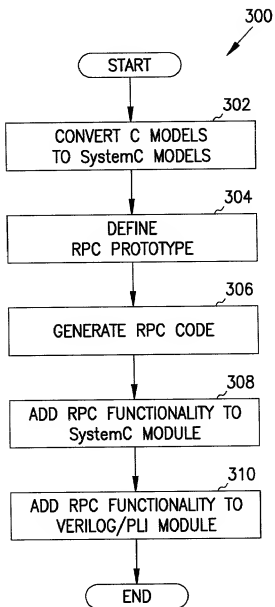 300
START
302
CONVERT C MODELS
TO SystemC MODELS
304
DEFINE
RPC PROTOTYPE
306
GENERATE RPC CODE
308
ADD RPC FUNCTIONALITY TO
SystemC MODULE
310
ADD RPC FUNCTIONALITY TO
VERILOG/PLI MODULE
END